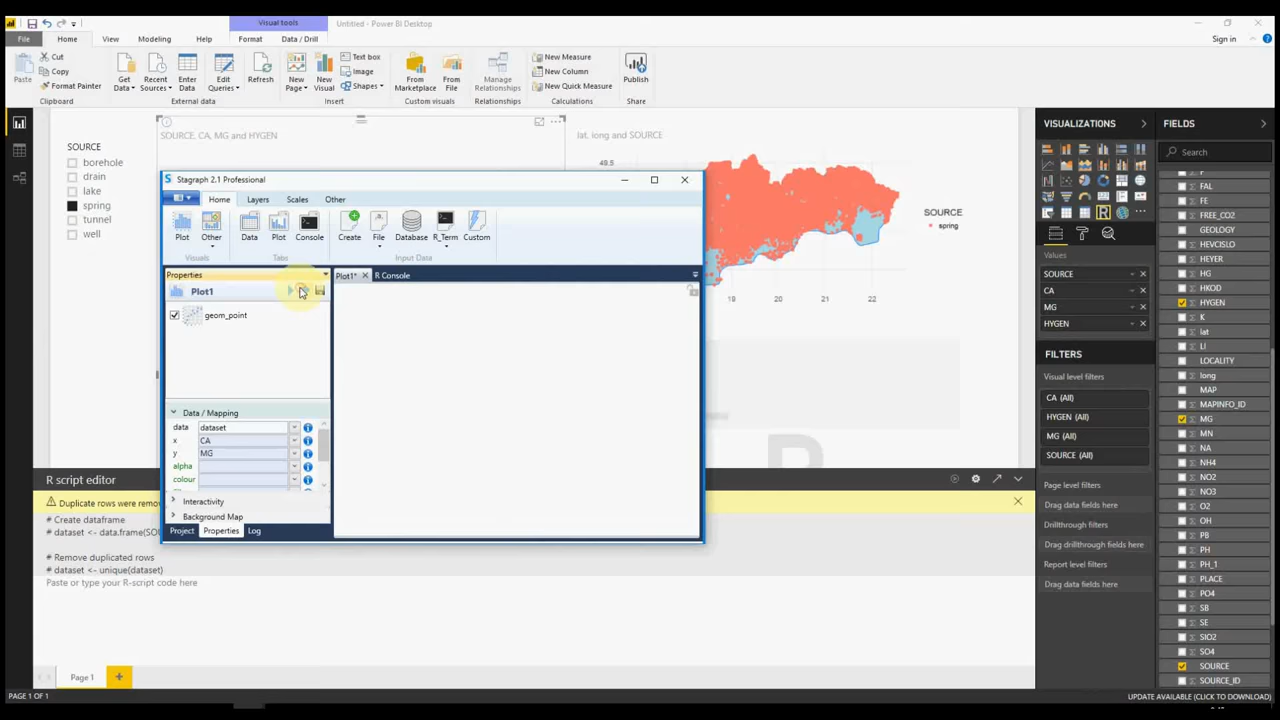 Visual tools
Untitled - Power BI Desktop
File
Home
View
Modeling
Help
Format
Data / Drill
Sign in
Paste
Cut
Copy
Format Painter
Clipboard
Get Data
Recent Sources
Enter Data
Edit Queries
Refresh
External data
New Page
New Visual
Text box
Image
Shapes
Insert
From Marketplace
From File
Custom visuals
Manage Relationships
Relationships
New Measure
New Column
New Quick Measure
Calculations
Publish
Share
SOURCE
borehole
drain
lake
spring
tunnel
well
SOURCE, CA, MG and HYGEN
lat, long and SOURCE
49,5
19
20
21
22
SOURCE
spring
Stagraph 2.1 Professional
Home
Layers
Scales
Other
Plot
Other
Visuals
Data
Plot
Console
Tabs
Create
File
Database
R_Term
Custom
Input Data
Properties
Plot1
geom_point
Data / Mapping
data dataset
x CA
y MG
alpha
colour
Interactivity
Background Map
Project
Properties
Log
Plot1*
R Console
R script editor
Duplicate rows were remov
# Create dataframe
# dataset <- data.frame(SOU
# Remove duplicated rows
# dataset <- unique(dataset)
Paste or type your R-script code here
Page 1
PAGE 1 OF 1
UPDATE AVAILABLE (CLICK TO DOWNLOAD)
VISUALIZATIONS
Values
SOURCE
CA
MG
HYGEN
FILTERS
Visual level filters
CA (All)
HYGEN (All)
MG (All)
SOURCE (All)
Page level filters
Drag data fields here
Drillthrough filters
Drag drillthrough fields here
Report level filters
Drag data fields here
FIELDS
Search
F
FAL
FE
FREE_CO2
GEOLOGY
HEVCISLO
HEYER
HG
HKOD
HYGEN
K
lat
LI
LOCALITY
long
MAP
MAPINFO_ID
MG
MN
NA
NH4
NO2
NO3
O2
OH
PB
PH
PH_1
PLACE
PO4
SB
SE
SIO2
SO4
SOURCE
SOURCE_ID